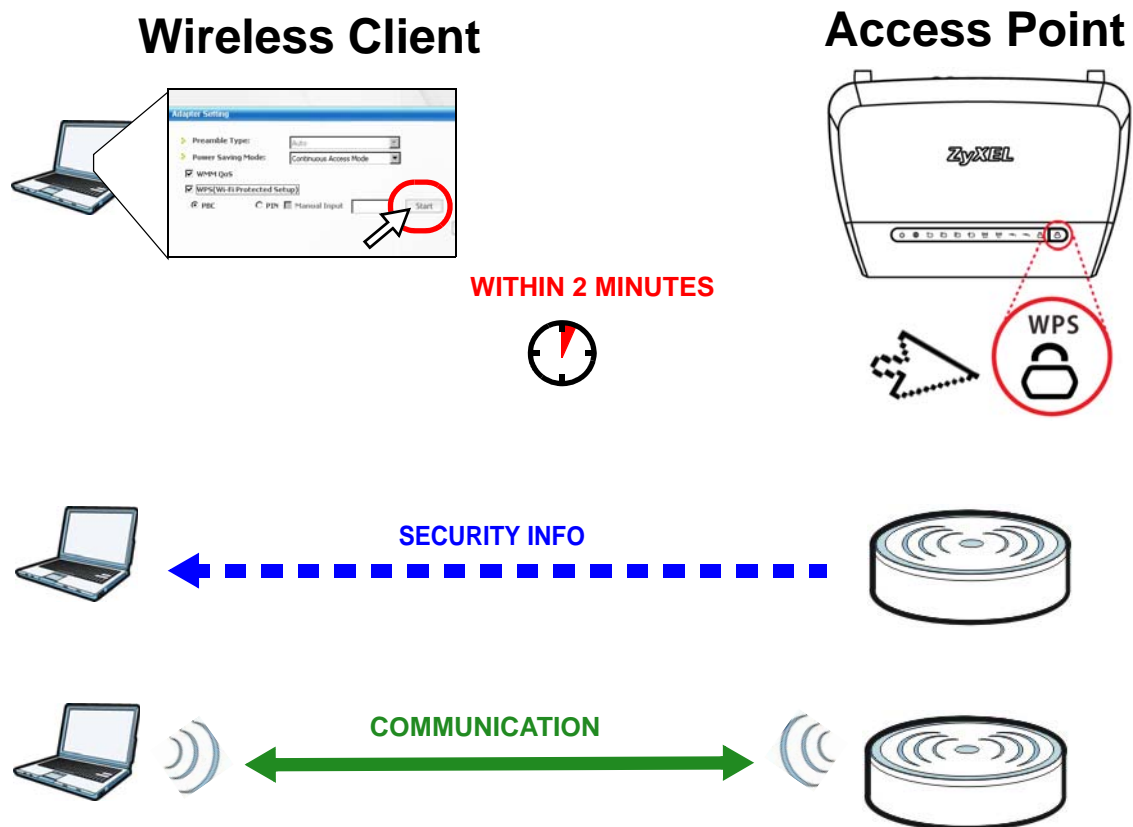 Wireless Client
Access Point
Adapter Setting
Preamble Type: Auto
Power Saving Mode: Continuous Access Mode
WMM QoS
WPS(Wi-Fi Protected Setup)
PBC PIN Manual Input Start
ZyXEL
WITHIN 2 MINUTES
WPS
SECURITY INFO
COMMUNICATION